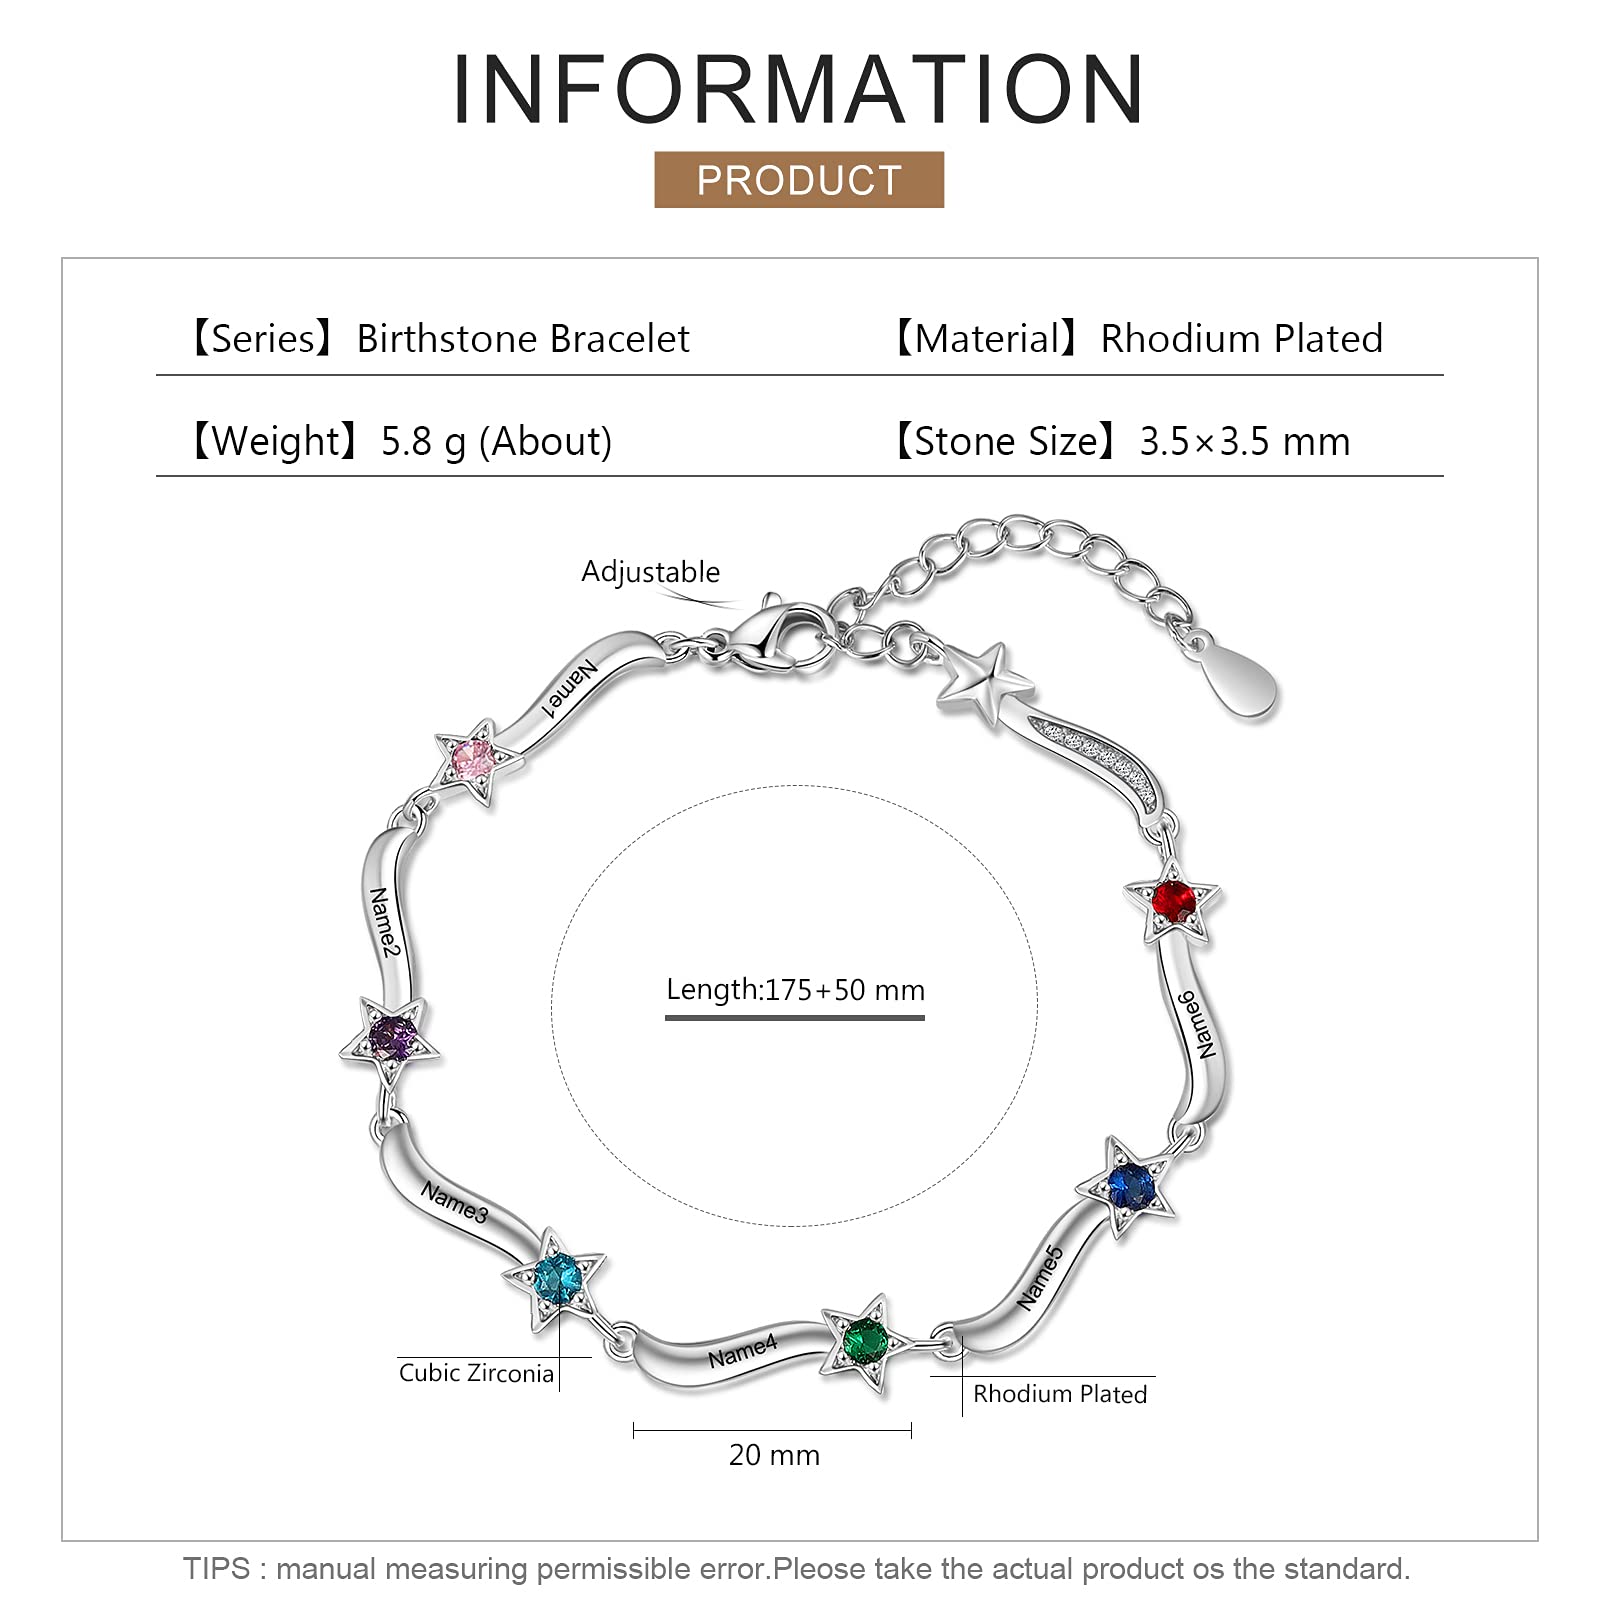 INFORMATION
PRODUCT
【Series】Birthstone Bracelet
【Material】Rhodium Plated
【Weight】5.8 g (About)
【Stone Size】3.5×3.5 mm
Adjustable
Name1
Name2
Length:175+50 mm
Name6
Name3
Name5
Name4
Cubic Zirconia
Rhodium Plated
20 mm
TIPS : manual measuring permissible error.Please take the actual product os the standard.